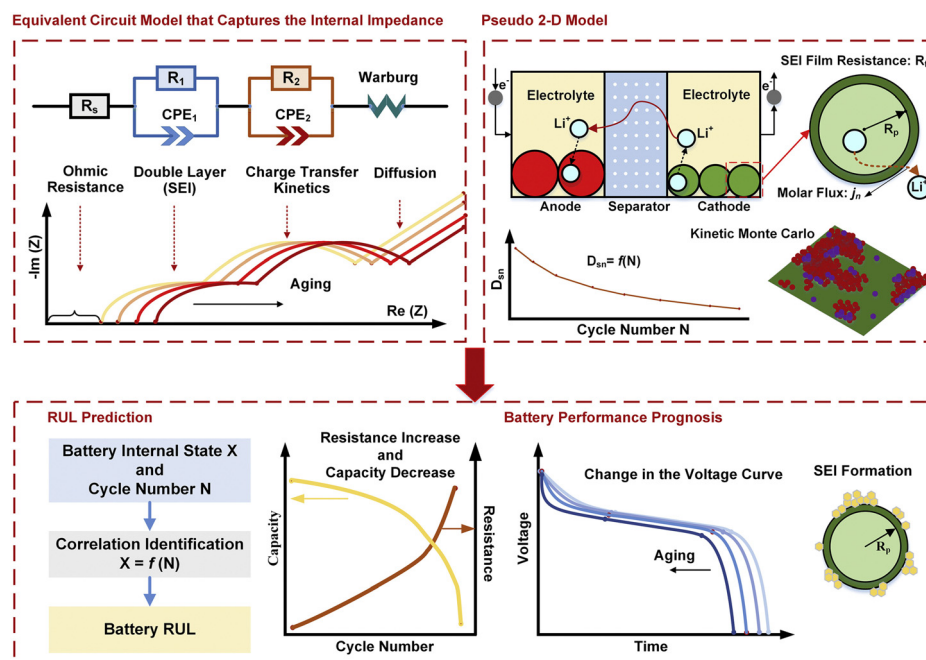 Equivalent Circuit Model that Captures the Internal Impedance
R₁
R₂
Warburg
Rₛ
CPE₁
CPE₂
Ohmic
Resistance
Double Layer
(SEI)
Charge Transfer
Kinetics
Diffusion
-Im (Z)
Aging
Re (Z)
Pseudo 2-D Model
SEI Film Resistance: R
e⁻
Electrolyte
Electrolyte
e⁻
Li⁺
Li⁺
Rₚ
Li⁺
Anode
Separator
Cathode
Molar Flux: jₙ
Kinetic Monte Carlo
Dₛₙ
Dₛₙ= f(N)
Cycle Number N
RUL Prediction
Battery Internal State X
and
Cycle Number N
Correlation Identification
X = f (N)
Battery RUL
Resistance Increase
and
Capacity Decrease
Capacity
Resistance
Cycle Number
Battery Performance Prognosis
Change in the Voltage Curve
Voltage
Aging
Time
SEI Formation
Rₚ